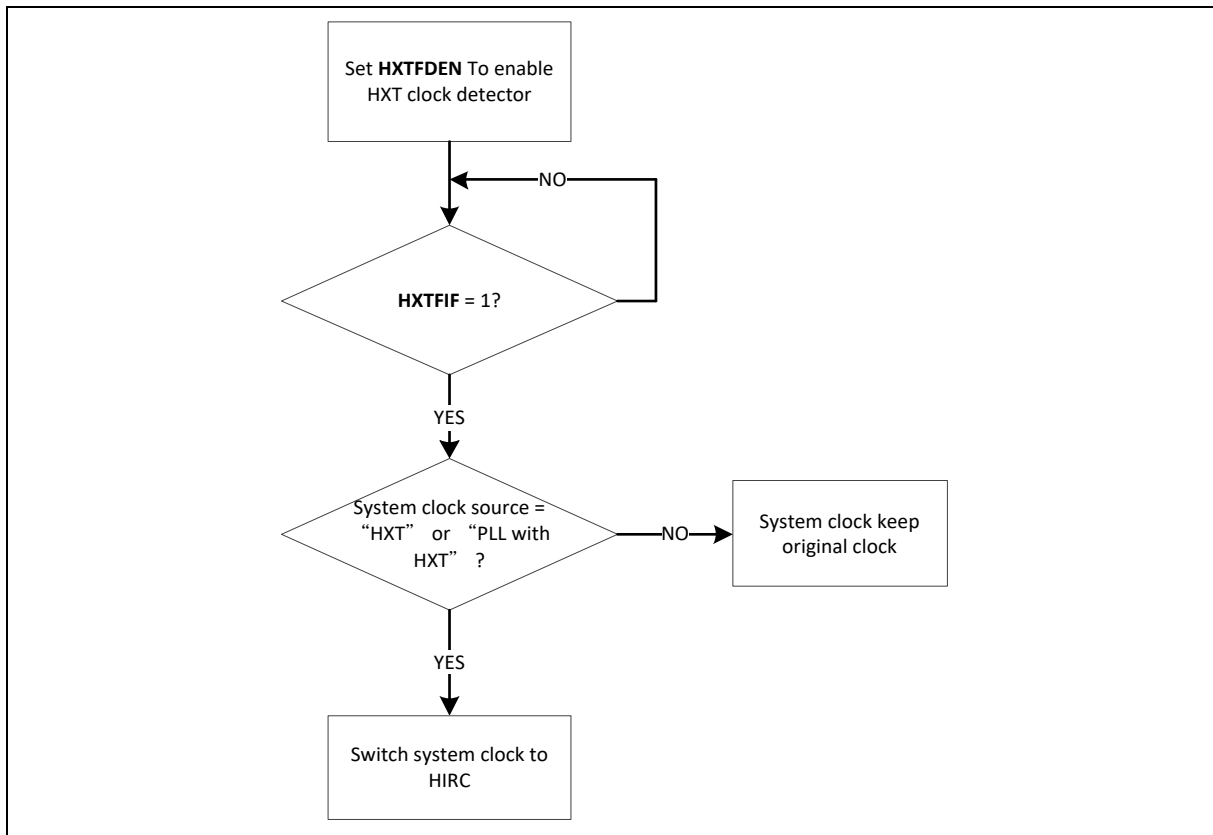 Set HXTFDEN To enable
HXT clock detector
NO
HXTFIF = 1?
YES
System clock source =
“HXT” or “PLL with
HXT” ?
NO
System clock keep
original clock
YES
Switch system clock to
HIRC